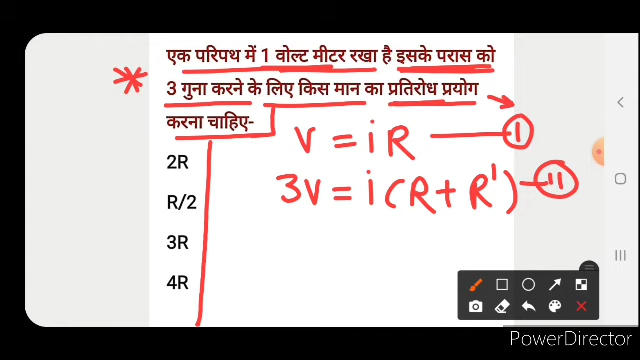 एक परिपथ में 1 वोल्ट मीटर रखा है इसके परास को
3 गुना करने के लिए किस मान का प्रतिरोध प्रयोग
करना चाहिए-
V = iR —— I
2R
3V = i(R+R') — II
R/2
3R
4R
PowerDirector